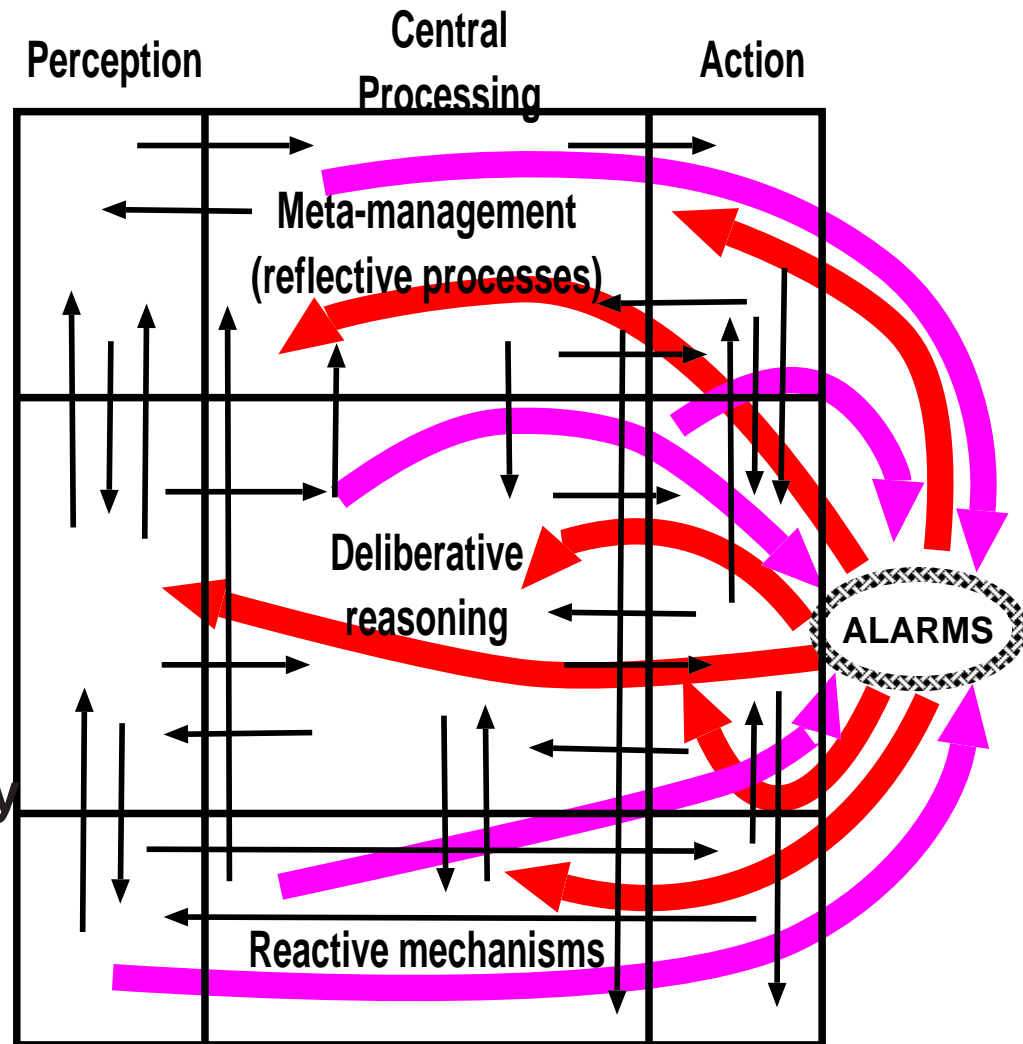 Perception
Central
Processing
Action
Meta-management
(reflective processes)
Deliberative
reasoning
ALARMS
y
Reactive mechanisms